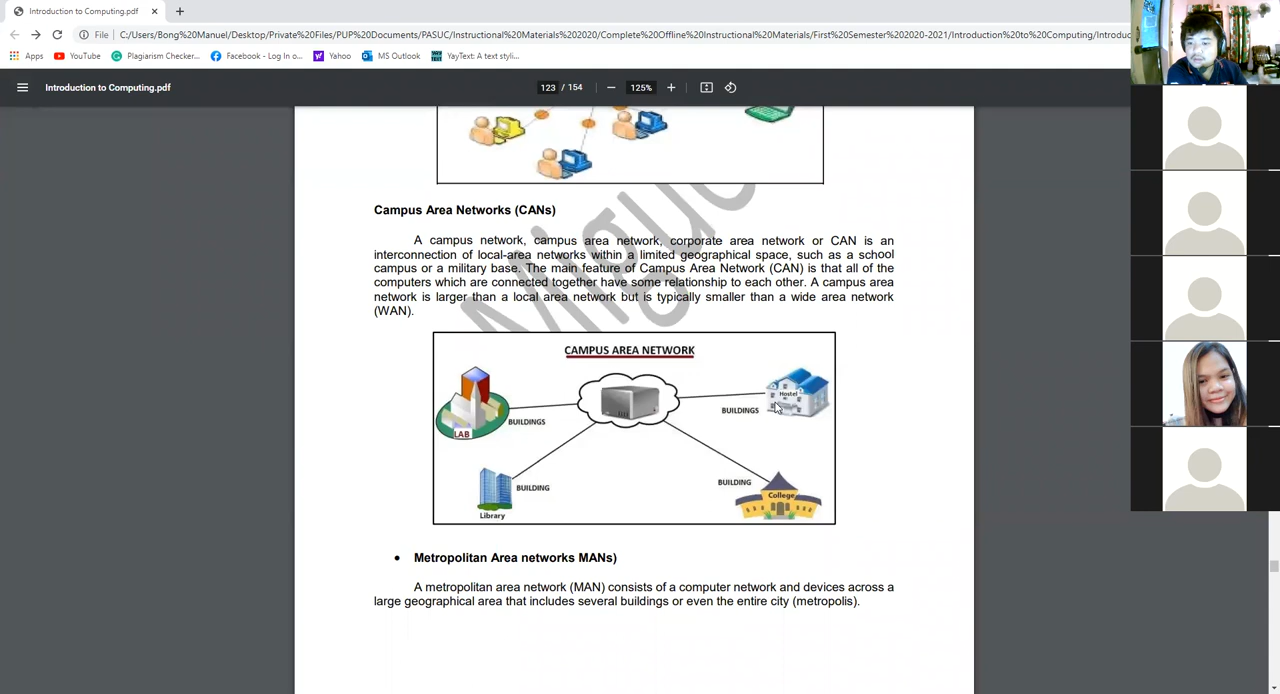 Introduction to Computing.pdf
File C:/Users/Bong%20Manuel/Desktop/Private%20Files/PUP%20Documents/PASUC/Instructional%20Materials%202020/Complete%20Offline%20Instructional%20Materials/First%20Semester%202020-2021/Introduction%20to%20Computing/Introduc
Apps YouTube Plagiarism Checker... Facebook - Log In o... Yahoo MS Outlook YayText: A text styli...
Introduction to Computing.pdf 123 / 154 125%
Campus Area Networks (CANs)
A campus network, campus area network, corporate area network or CAN is an
interconnection of local-area networks within a limited geographical space, such as a school
campus or a military base. The main feature of Campus Area Network (CAN) is that all of the
computers which are connected together have some relationship to each other. A campus area
network is larger than a local area network but is typically smaller than a wide area network
(WAN).
CAMPUS AREA NETWORK
Hostel
BUILDINGS
BUILDINGS
LAB
BUILDING
BUILDING
College
Library
• Metropolitan Area networks MANs)
A metropolitan area network (MAN) consists of a computer network and devices across a
large geographical area that includes several buildings or even the entire city (metropolis).